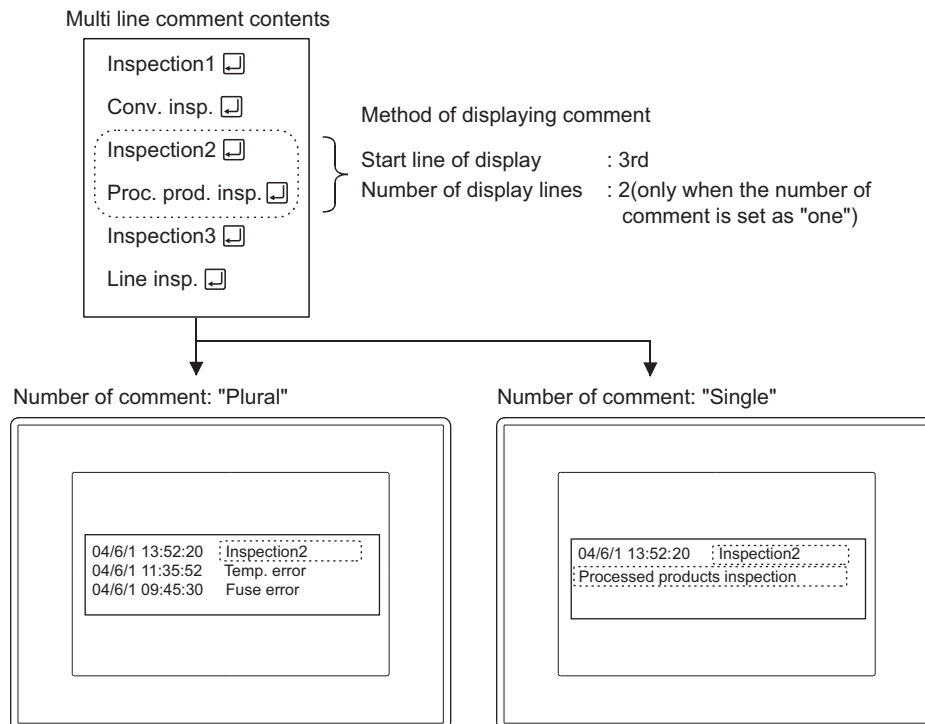 Multi line comment contents
Inspection1
Conv. insp.
Inspection2
Proc. prod. insp.
Inspection3
Line insp.
Method of displaying comment
Start line of display : 3rd
Number of display lines : 2(only when the number of
comment is set as "one")
Number of comment: "Plural"
04/6/1 13:52:20 Inspection2
04/6/1 11:35:52 Temp. error
04/6/1 09:45:30 Fuse error
Number of comment: "Single"
04/6/1 13:52:20 Inspection2
Processed products inspection